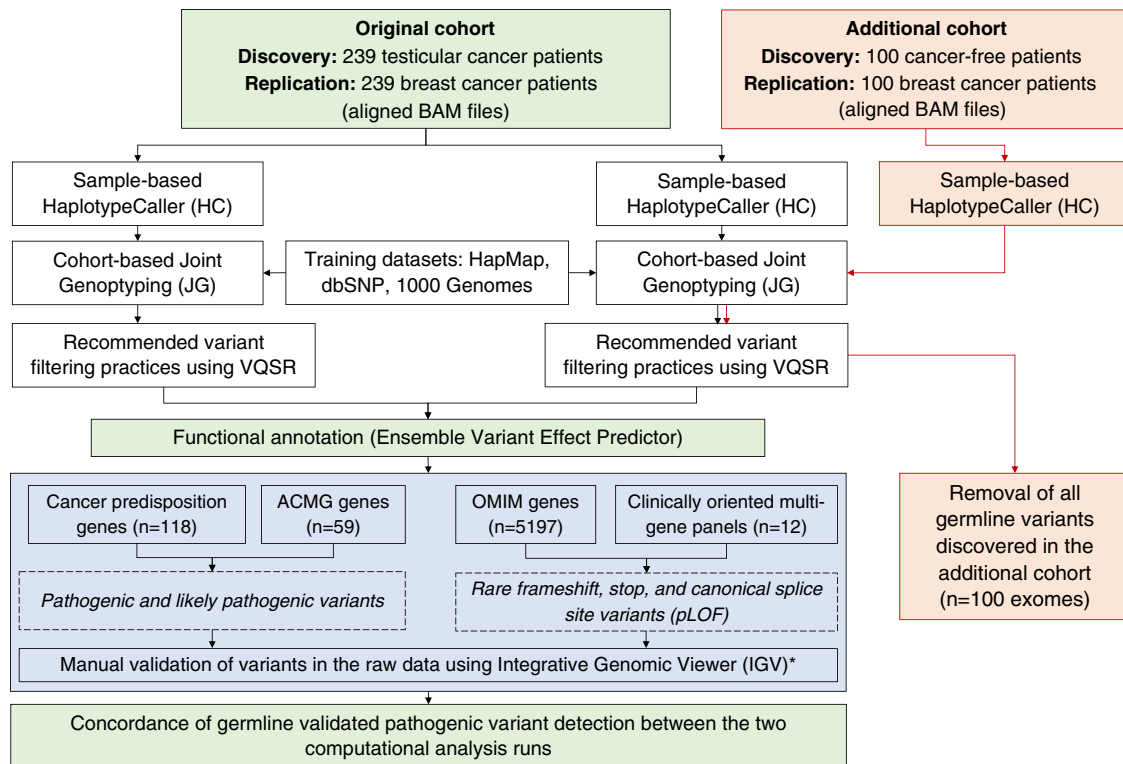 Original cohort
Discovery: 239 testicular cancer patients
Replication: 239 breast cancer patients
(aligned BAM files)
Additional cohort
Discovery: 100 cancer-free patients
Replication: 100 breast cancer patients
(aligned BAM files)
Sample-based
HaplotypeCaller (HC)
Sample-based
HaplotypeCaller (HC)
Sample-based
HaplotypeCaller (HC)
Cohort-based Joint
Genoptyping (JG)
Training datasets: HapMap,
dbSNP, 1000 Genomes
Cohort-based Joint
Genoptyping (JG)
Recommended variant
filtering practices using VQSR
Recommended variant
filtering practices using VQSR
Functional annotation (Ensemble Variant Effect Predictor)
Cancer predisposition
genes (n=118)
ACMG genes
(n=59)
OMIM genes
(n=5197)
Clinically oriented multi-
gene panels (n=12)
Removal of all
germline variants
discovered in the
additional cohort
(n=100 exomes)
Pathogenic and likely pathogenic variants
Rare frameshift, stop, and canonical splice
site variants (pLOF)
Manual validation of variants in the raw data using Integrative Genomic Viewer (IGV)*
Concordance of germline validated pathogenic variant detection between the two
computational analysis runs